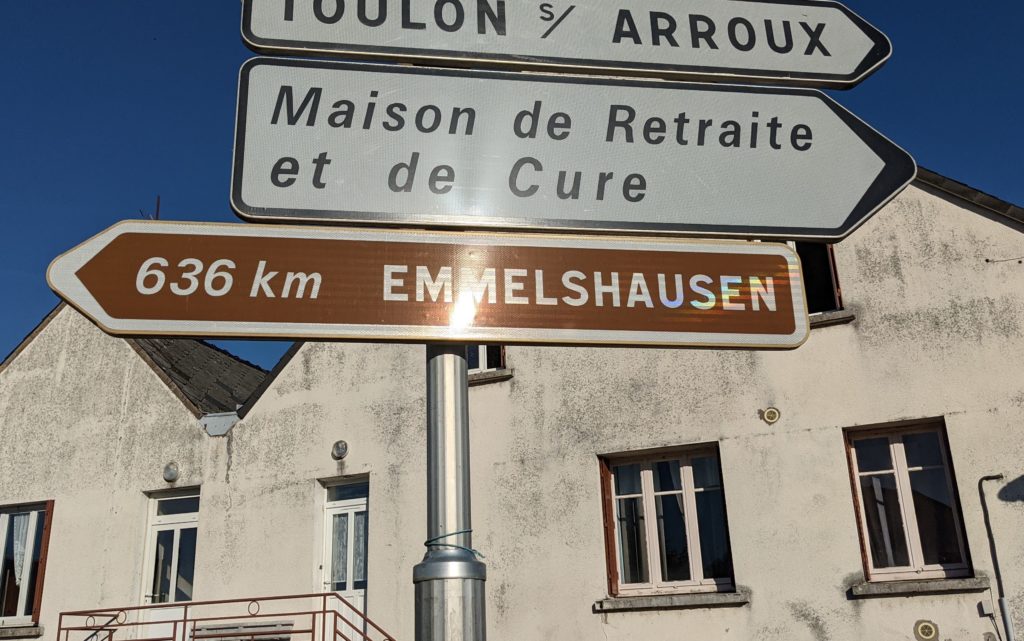 TOULON s/ ARROUX
Maison de Retraite
et de Cure
636 km EMMELSHAUSEN